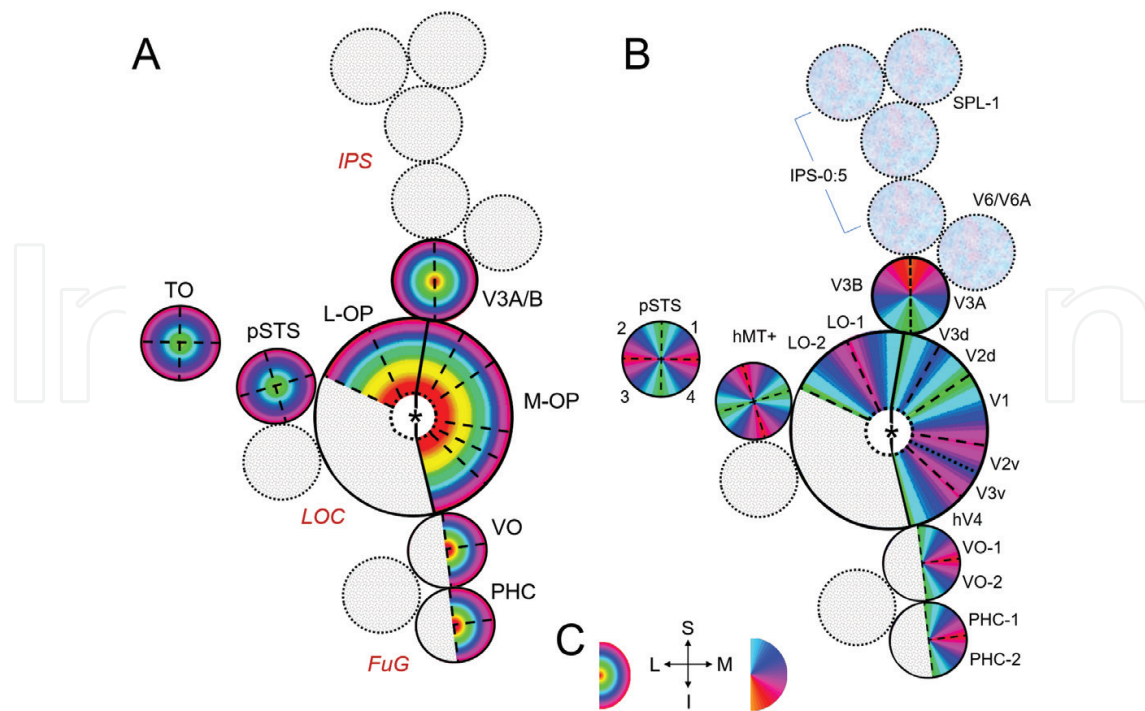 A
B
SPL-1
IPS
IPS-0:5
V6/V6A
TO
V3A/B
V3B
V3A
pSTS
L-OP
pSTS
2
1
3
4
hMT+
LO-2
LO-1
V3d
V2d
M-OP
V1
*
*
V2v
V3v
LOC
hV4
VO
VO-1
VO-2
PHC
PHC-1
PHC-2
FuG
C
S
L
M
I
In
n